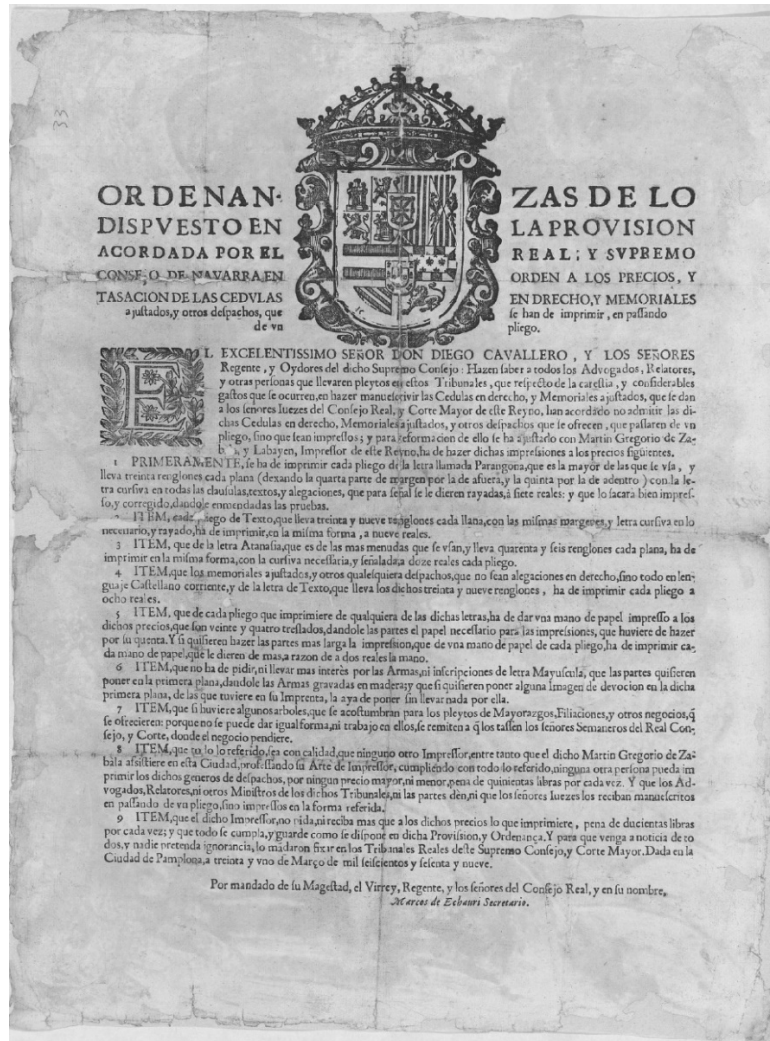 33
ORDENAN- ZAS DE LO
DISPVESTO EN LA PROVISION
ACORDADA POR EL REAL; Y SVPREMO
CONSEJO DE NAVARRA EN ORDEN A LOS PRECIOS, Y
TASACION DE LAS CEDVLAS EN DRECHO, Y MEMORIALES
ajustados, y otros despachos, que se han de imprimir, en passando
de vn pliego.
EL EXCELENTISSIMO SEÑOR DON DIEGO CAVALLERO, Y LOS SEÑORES
Regente, y Oydores del dicho Supremo Consejo: Hazen saber a todos los Advogados, Relatores,
y otras personas que llevaren pleytos en estos Tribunales, que respecto de la carestia, y considerables
gastos que se ocurren, en hazer manuescrivir las Cedulas en derecho, y Memoriales ajustados, que se dan
a los señores Iuezes del Consejo Real, y Corte Mayor de este Reyno, han acordado no admitir las di-
chas Cedulas en derecho, Memoriales ajustados, y otros despachos que se ofrecen, que passaren de vn
pliego, sino que sean impressos; y para reformacion de ello se ha ajustado con Martin Gregorio de Za-
bala, y Labayen, Impressor de este Reyno, ha de hazer dichas impressiones a los precios siguientes.
1 PRIMERAMENTE, se ha de imprimir cada pliego de la letra llamada Parangona, que es la mayor de las que se vsa, y
lleva treinta renglones cada plana (dexando la quarta parte de margen por la de afuera, y la quinta por la de adentro) con la le-
tra cursiva en todas las clausulas, textos, y alegaciones, que para señal se le dieren rayadas, à siete reales: y que lo sacarà bien impres-
so, y corregido, dandole enmendadas las pruebas.
2 ITEM, cada pliego de Texto, que lleva treinta y nueve renglones cada llana, con las mismas margenes, y letra cursiva en lo
necessario, y rayado, ha de imprimir, en la misma forma, a nueve reales.
3 ITEM, que de la letra Atanasia, que es de las mas menudas que se vsan, y lleva quarenta y seis renglones cada plana, ha de
imprimir en la misma forma, con la cursiva necessaria, y señalada, a doze reales cada pliego.
4 ITEM, que los memoriales ajustados, y otros qualesquiera despachos, que no sean alegaciones en derecho, sino todo en len-
guaje Castellano corriente, y de la letra de Texto, que lleva los dichos treinta y nueve renglones, ha de imprimir cada pliego a
ocho reales.
5 ITEM, que de cada pliego que imprimiere de qualquiera de las dichas letras, ha de dar vna mano de papel impresso a los
dichos precios, que son veinte y quatro treslados, dandole las partes el papel necessario para las impressiones, que huviere de hazer
por su quenta. Y si quisieren hazer las partes mas larga la impression, que de vna mano de papel de cada pliego, ha de imprimir ca-
da mano de papel, que le dieren de mas, a razon de a dos reales la mano.
6 ITEM, que no ha de pidir, ni llevar mas interès por las Armas, ni inscripciones de letra Mayuscula, que las partes quisieren
poner en la primera plana, dandole las Armas gravadas en madera; y que si quisieren poner alguna Imagen de devocion en la dicha
primera plana, de las que tuviere en su Imprenta, la aya de poner sin llevar nada por ella.
7 ITEM, que si huviere algunos arboles, que se acostumbran para los pleytos de Mayorazgos, Filiaciones, y otros negocios, q̃
se ofrecieren: porque no se puede dar igual forma, ni trabajo en ellos, se remiten a q̃ los tassen los señores Semaneros del Real Con-
sejo, y Corte, donde el negocio pendiere.
8 ITEM, que todo lo referido, sea con calidad, que ninguno otro Impressor, entre tanto que el dicho Martin Gregorio de Za-
bala assistiere en esta Ciudad, professando su Arte de Impressor, cumpliendo con todo lo referido, ninguna otra persona pueda im
primir los dichos generos de despachos, por ningun precio mayor, ni menor, pena de quinientas libras por cada vez. Y que los Ad-
vogados, Relatores, ni otros Ministros de los dichos Tribunales, ni las partes dèn, ni que los señores Iuezes los reciban manuscritos
en passando de vn pliego, sino impressos en la forma referida.
9 ITEM, que el dicho Impressor, no pida, ni reciba mas que a los dichos precios lo que imprimiere, pena de ducientas libras
por cada vez; y que todo se cumpla, y guarde como se dispone en dicha Provision, y Ordenança. Y para que venga a noticia de to
dos, y nadie pretenda ignorancia, lo mãdaron fixar en los Tribunales Reales deste Supremo Consejo, y Corte Mayor. Dada en la
Ciudad de Pamplona, a treinta y vno de Março de mil seiscientos y sesenta y nueve.
Por mandado de su Magestad, el Virrey, Regente, y los señores del Consejo Real, y en su nombre,
Marcos de Echauri Secretario.